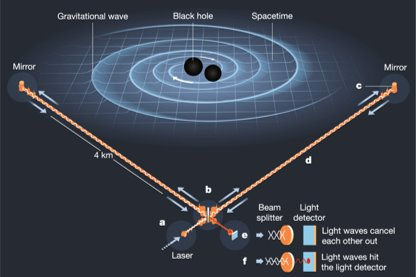 Gravitational wave
Black hole
Spacetime
Mirror
Mirror
c
4 km
d
b
a
Laser
Beam
splitter
Light
detector
e
Light waves cancel
each other out
f
Light waves hit
the light detector